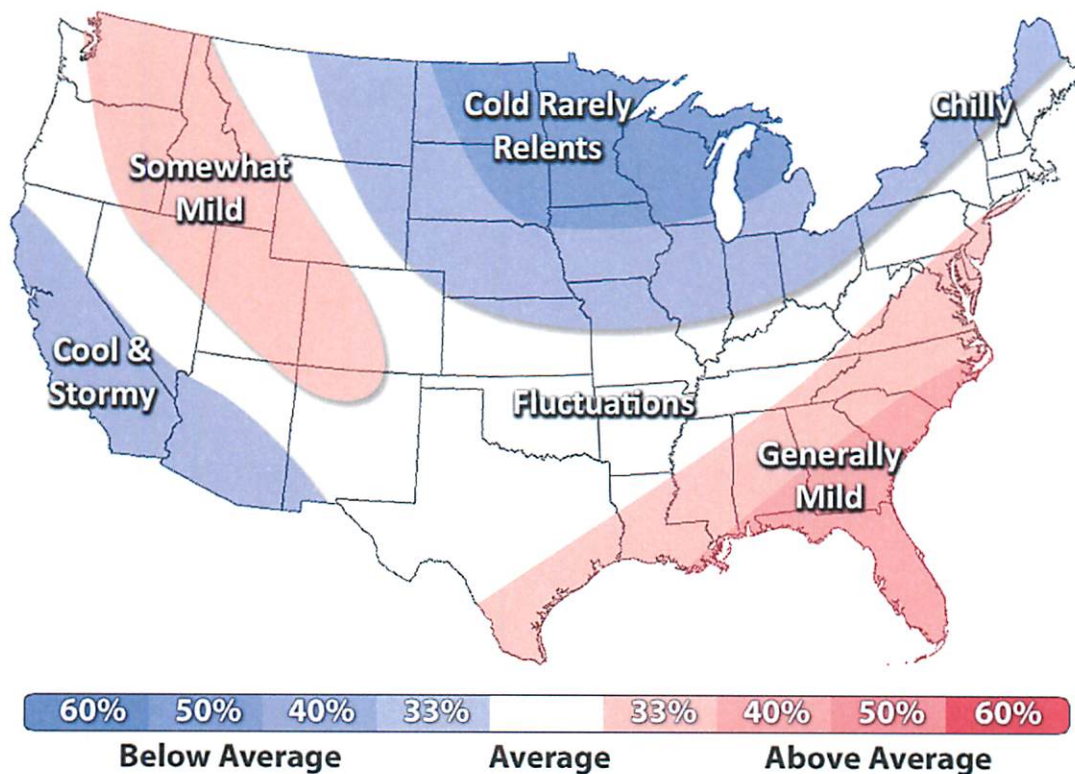 Cold Rarely
Relents
Chilly
Somewhat
Mild
Cool &
Stormy
Fluctuations
Generally
Mild
60% 50% 40% 33% 33% 40% 50% 60%
Below Average Average Above Average